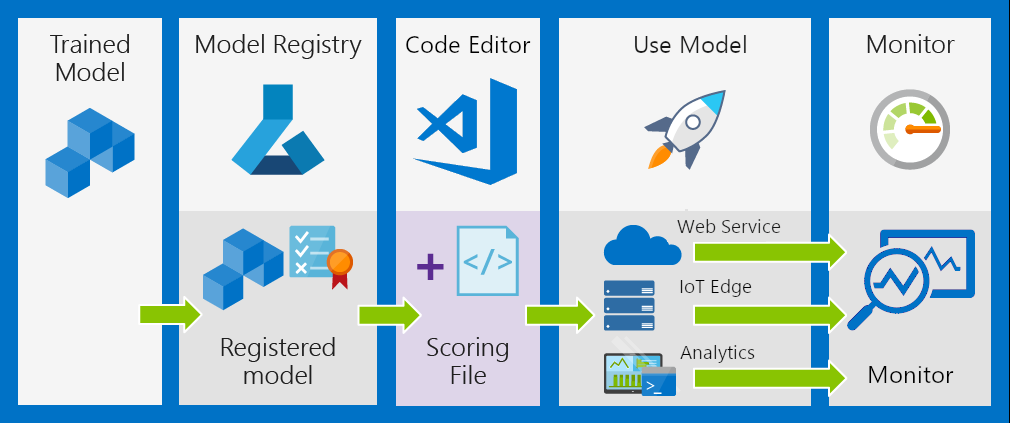 Trained
Model
Model Registry
Code Editor
Use Model
Monitor
Registered
model
+
</>
Scoring
File
Web Service
IoT Edge
Analytics
>_
Monitor